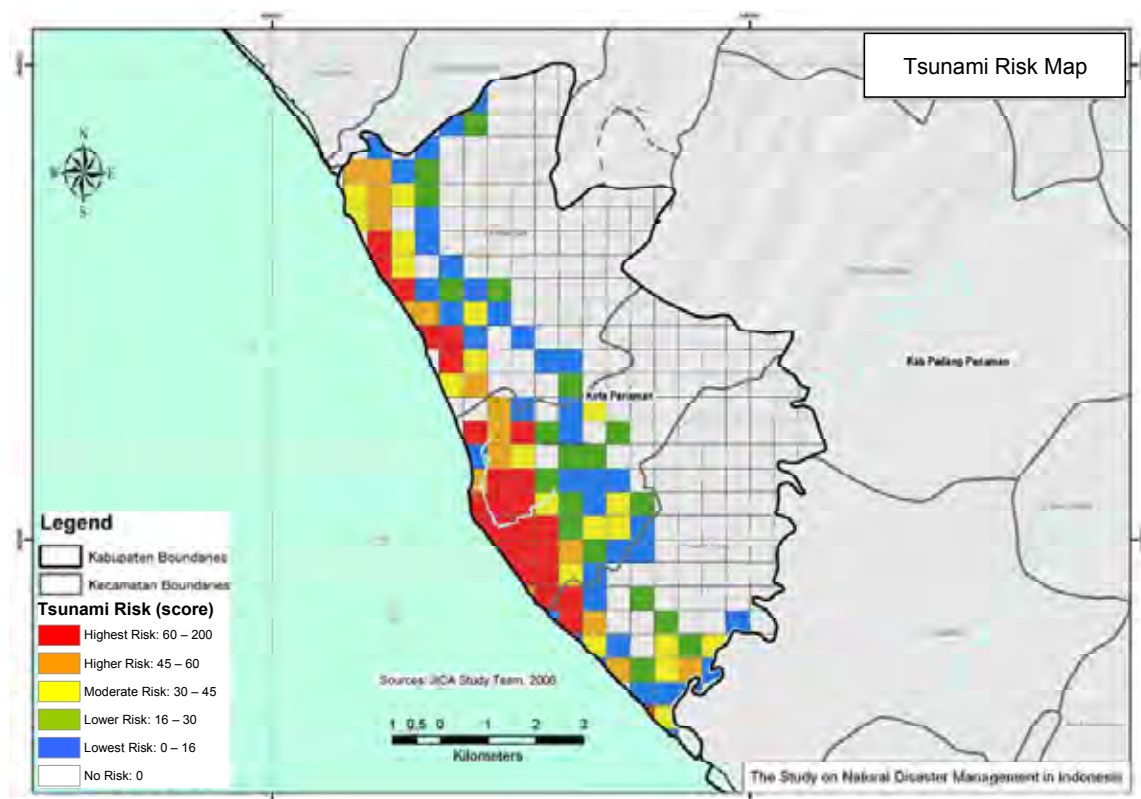 Tsunami Risk Map
N
W E
S
Kab Padang Pariaman
Kota Pariaman
Legend
Kabupaten Boundaries
Kecamatan Boundaries
Tsunami Risk (score)
Highest Risk: 60 – 200
Higher Risk: 45 – 60
Moderate Risk: 30 – 45
Lower Risk: 16 – 30
Lowest Risk: 0 – 16
No Risk: 0
Sources: JICA Study Team, 2008
1 0.5 0 1 2 3
Kilometers
The Study on Natural Disaster Management in Indonesia